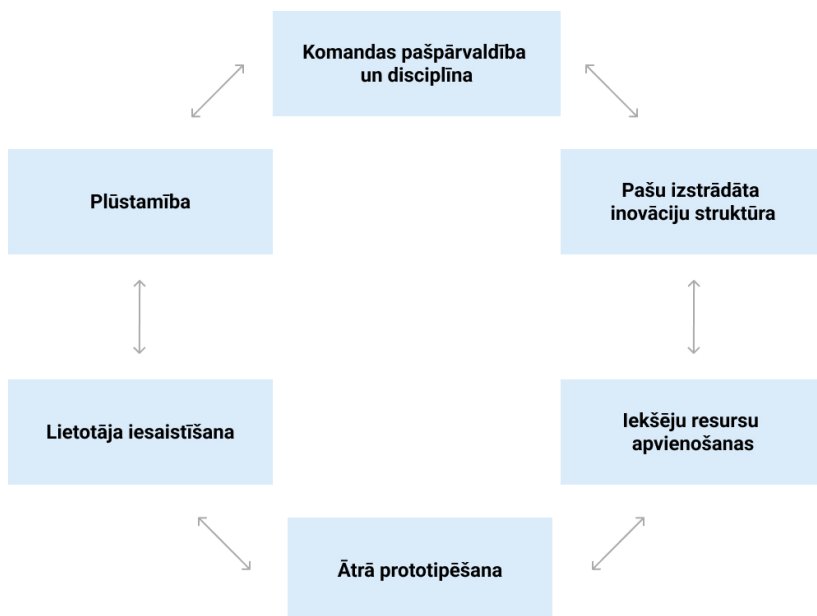 Komandas pašpārvaldība
un disciplīna
Plūstamība
Pašu izstrādāta
inovāciju struktūra
Lietotāja iesaistīšana
Iekšēju resursu
apvienošanas
Ātrā prototipēšana